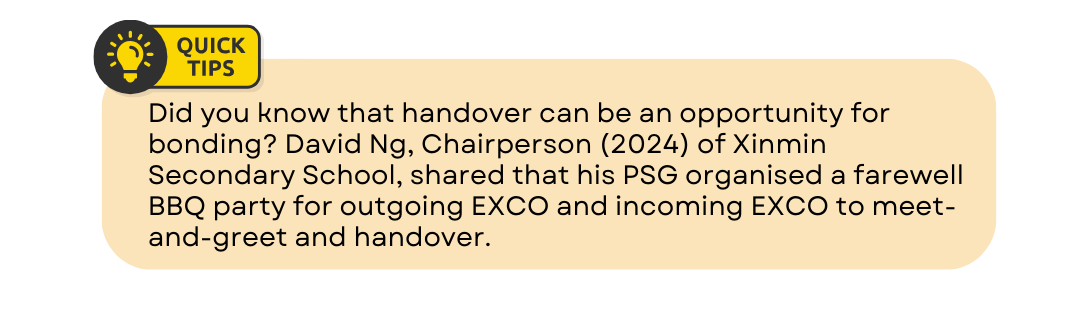 QUICK
TIPS
Did you know that handover can be an opportunity for
bonding? David Ng, Chairperson (2024) of Xinmin
Secondary School, shared that his PSG organised a farewell
BBQ party for outgoing EXCO and incoming EXCO to meet-
and-greet and handover.